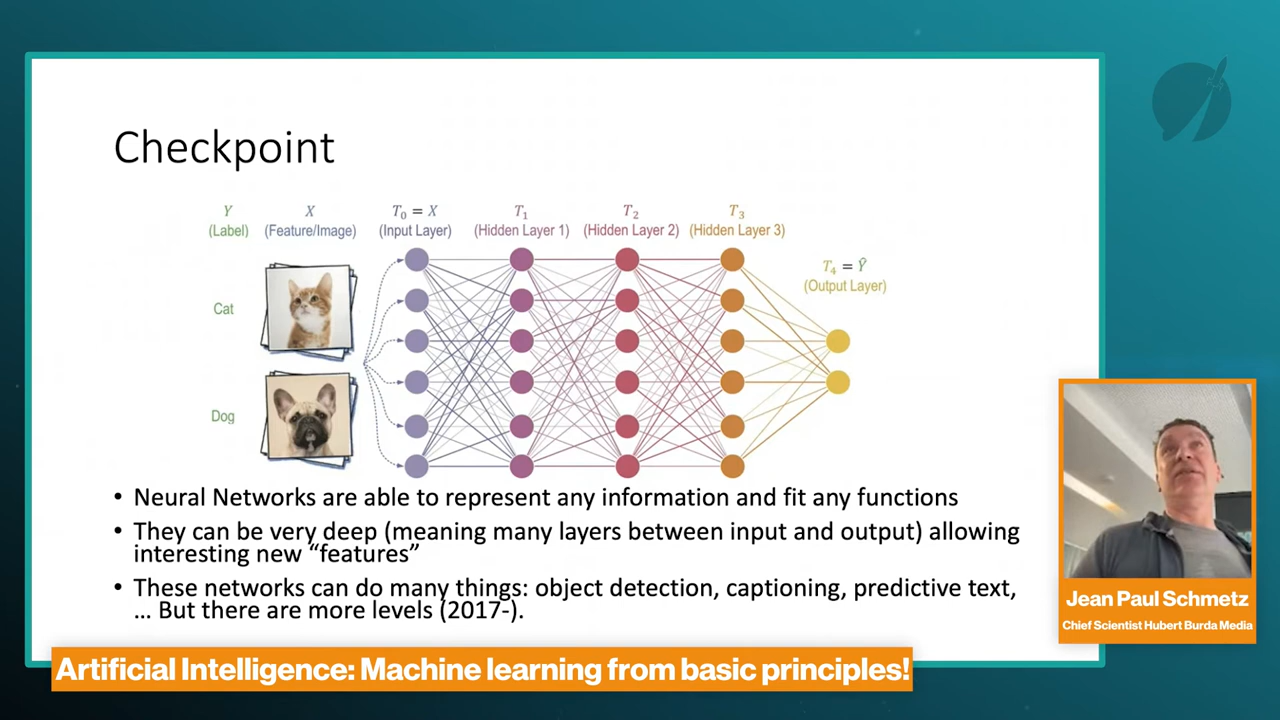 Checkpoint
Y X T₀ = X T₁ T₂ T₃
(Label) (Feature/Image) (Input Layer) (Hidden Layer 1) (Hidden Layer 2) (Hidden Layer 3)
T₄ = Ŷ
(Output Layer)
Cat
Dog
• Neural Networks are able to represent any information and fit any functions
• They can be very deep (meaning many layers between input and output) allowing
interesting new “features”
• These networks can do many things: object detection, captioning, predictive text,
… But there are more levels (2017-).
Jean Paul Schmetz
Chief Scientist Hubert Burda Media
Artificial Intelligence: Machine learning from basic principles!